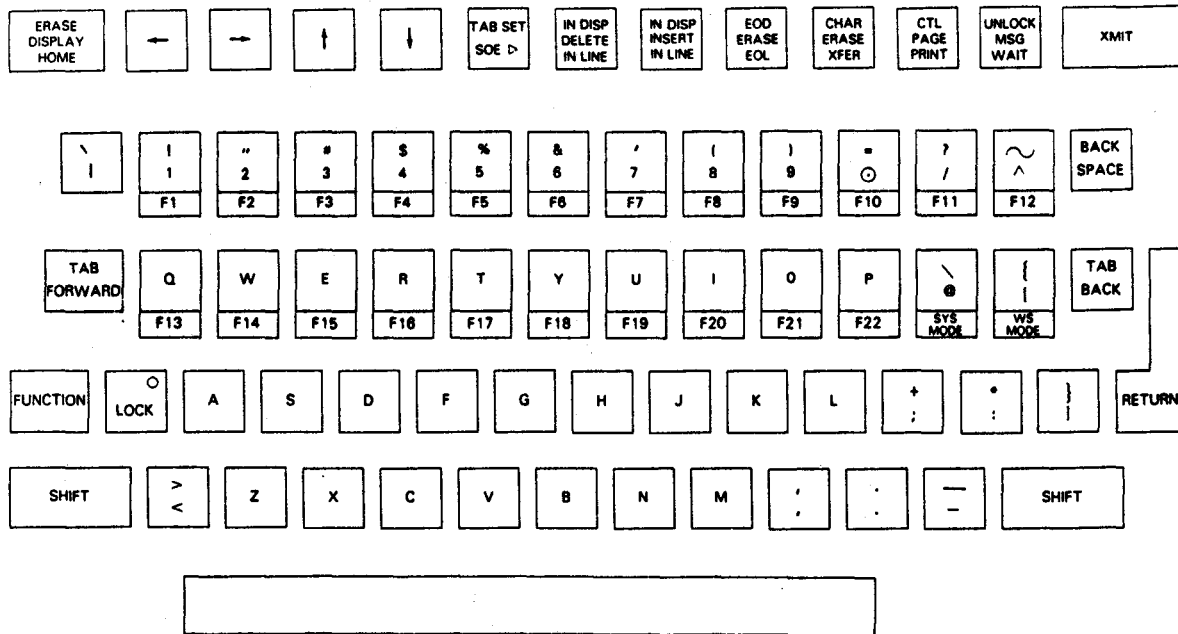 ERASE DISPLAY HOME ← → ↑ ↓ TAB SET SOE ▷ IN DISP DELETE IN LINE IN DISP INSERT IN LINE EOD ERASE EOL CHAR ERASE XFER CTL PAGE PRINT UNLOCK MSG WAIT XMIT
\ | ! 1 F1 " 2 F2 # 3 F3 $ 4 F4 % 5 F5 & 6 F6 ' 7 F7 ( 8 F8 ) 9 F9 = ⊙ F10 ? / F11 ~ ^ F12 BACK SPACE
TAB FORWARD Q F13 W F14 E F15 R F16 T F17 Y F18 U F19 I F20 O F21 P F22 \ @ SYS MODE { [ WS MODE TAB BACK
FUNCTION LOCK A S D F G H J K L + ; * : } | RETURN
SHIFT > < Z X C V B N M , , . . — – SHIFT